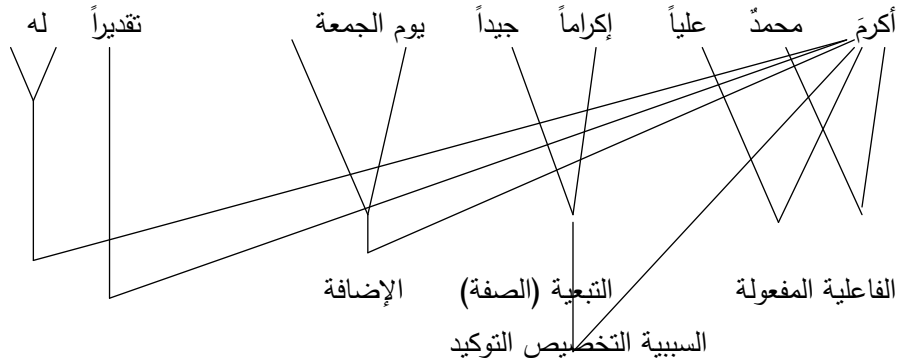 أكرمَ محمدٌ علياً إكراماً جيداً يوم الجمعة تقديراً له
الفاعلية المفعولة التبعية (الصفة) الإضافة
السببية التخصيص التوكيد